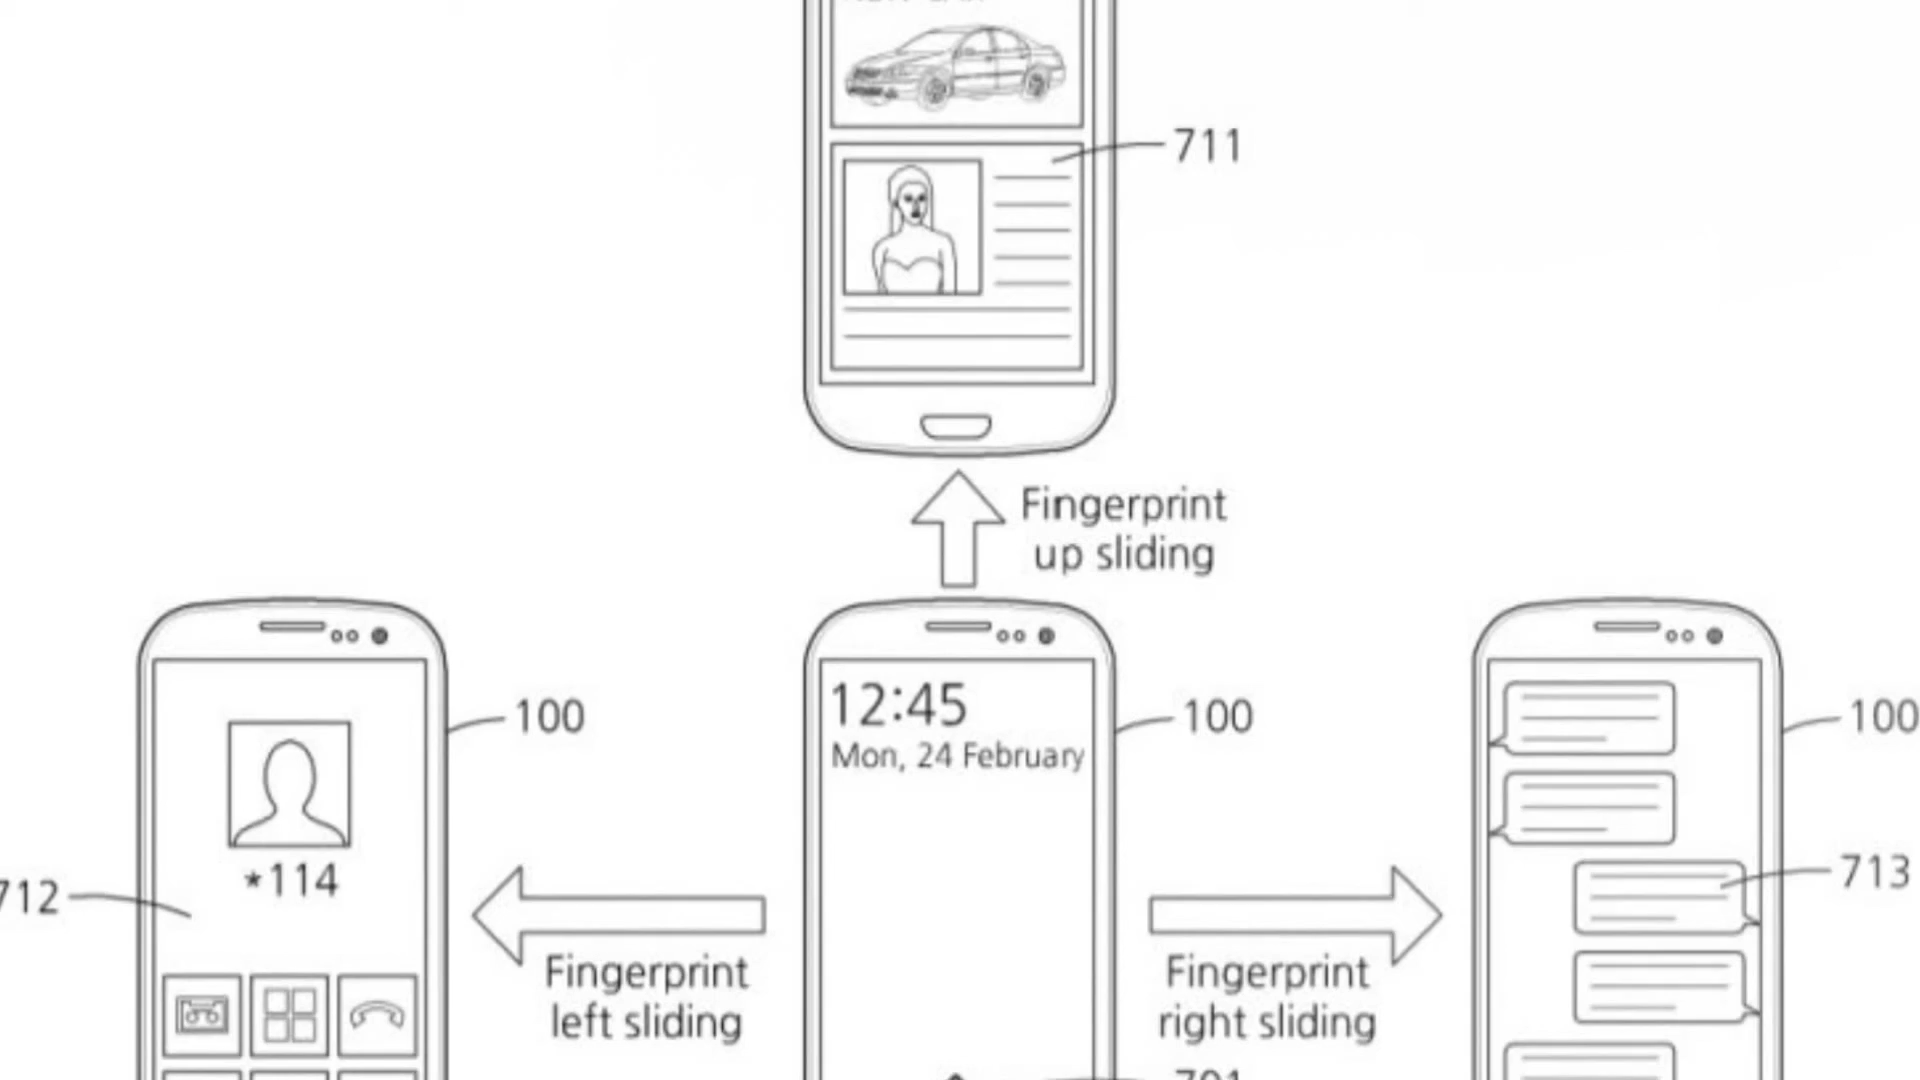 711
Fingerprint
up sliding
12:45
Mon, 24 February
100
100
100
*114
712
713
Fingerprint
left sliding
Fingerprint
right sliding